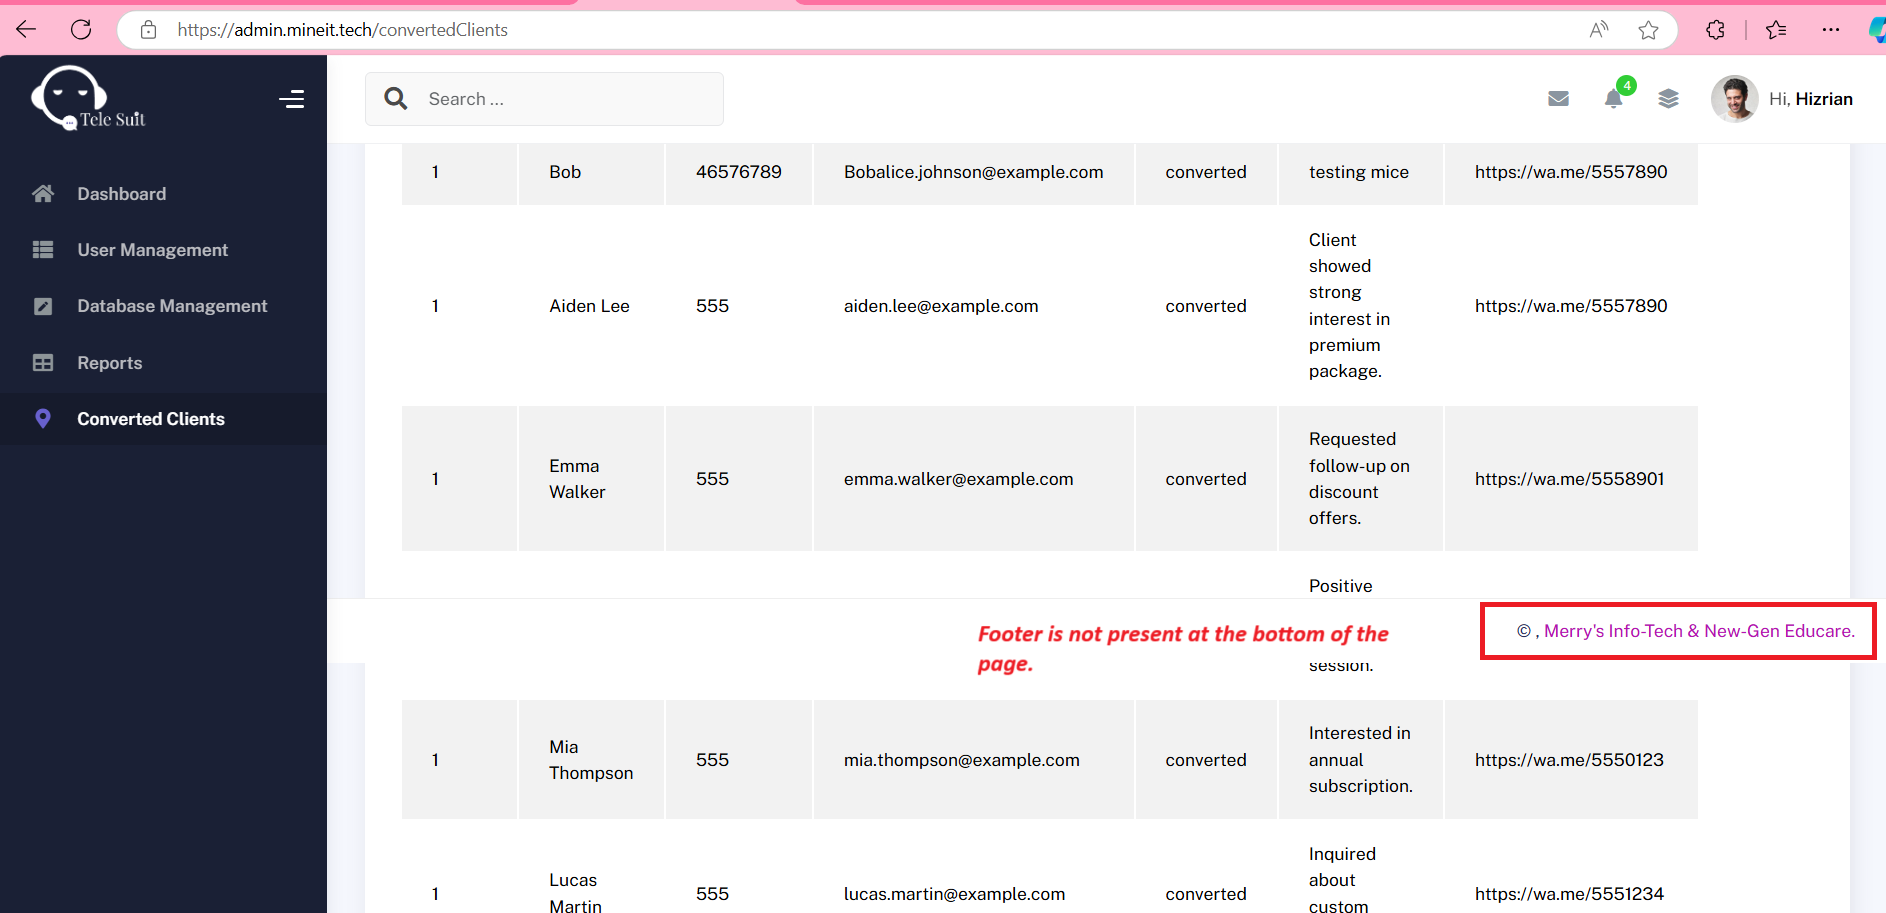 https://admin.mineit.tech/convertedClients
Tele Suit
Search ...
4
Hi, Hizrian
Dashboard
User Management
Database Management
Reports
Converted Clients
1 Bob 46576789 Bobalice.johnson@example.com converted testing mice https://wa.me/5557890
Client
showed
strong
1 Aiden Lee 555 aiden.lee@example.com converted interest in https://wa.me/5557890
premium
package.
Requested
Emma follow-up on
1 555 emma.walker@example.com converted https://wa.me/5558901
Walker discount
offers.
Positive
Footer is not present at the bottom of the
page.
© , Merry's Info-Tech & New-Gen Educare.
session.
Mia Interested in
1 555 mia.thompson@example.com converted annual https://wa.me/5550123
Thompson subscription.
Inquired
Lucas about
1 555 lucas.martin@example.com converted https://wa.me/5551234
Martin custom